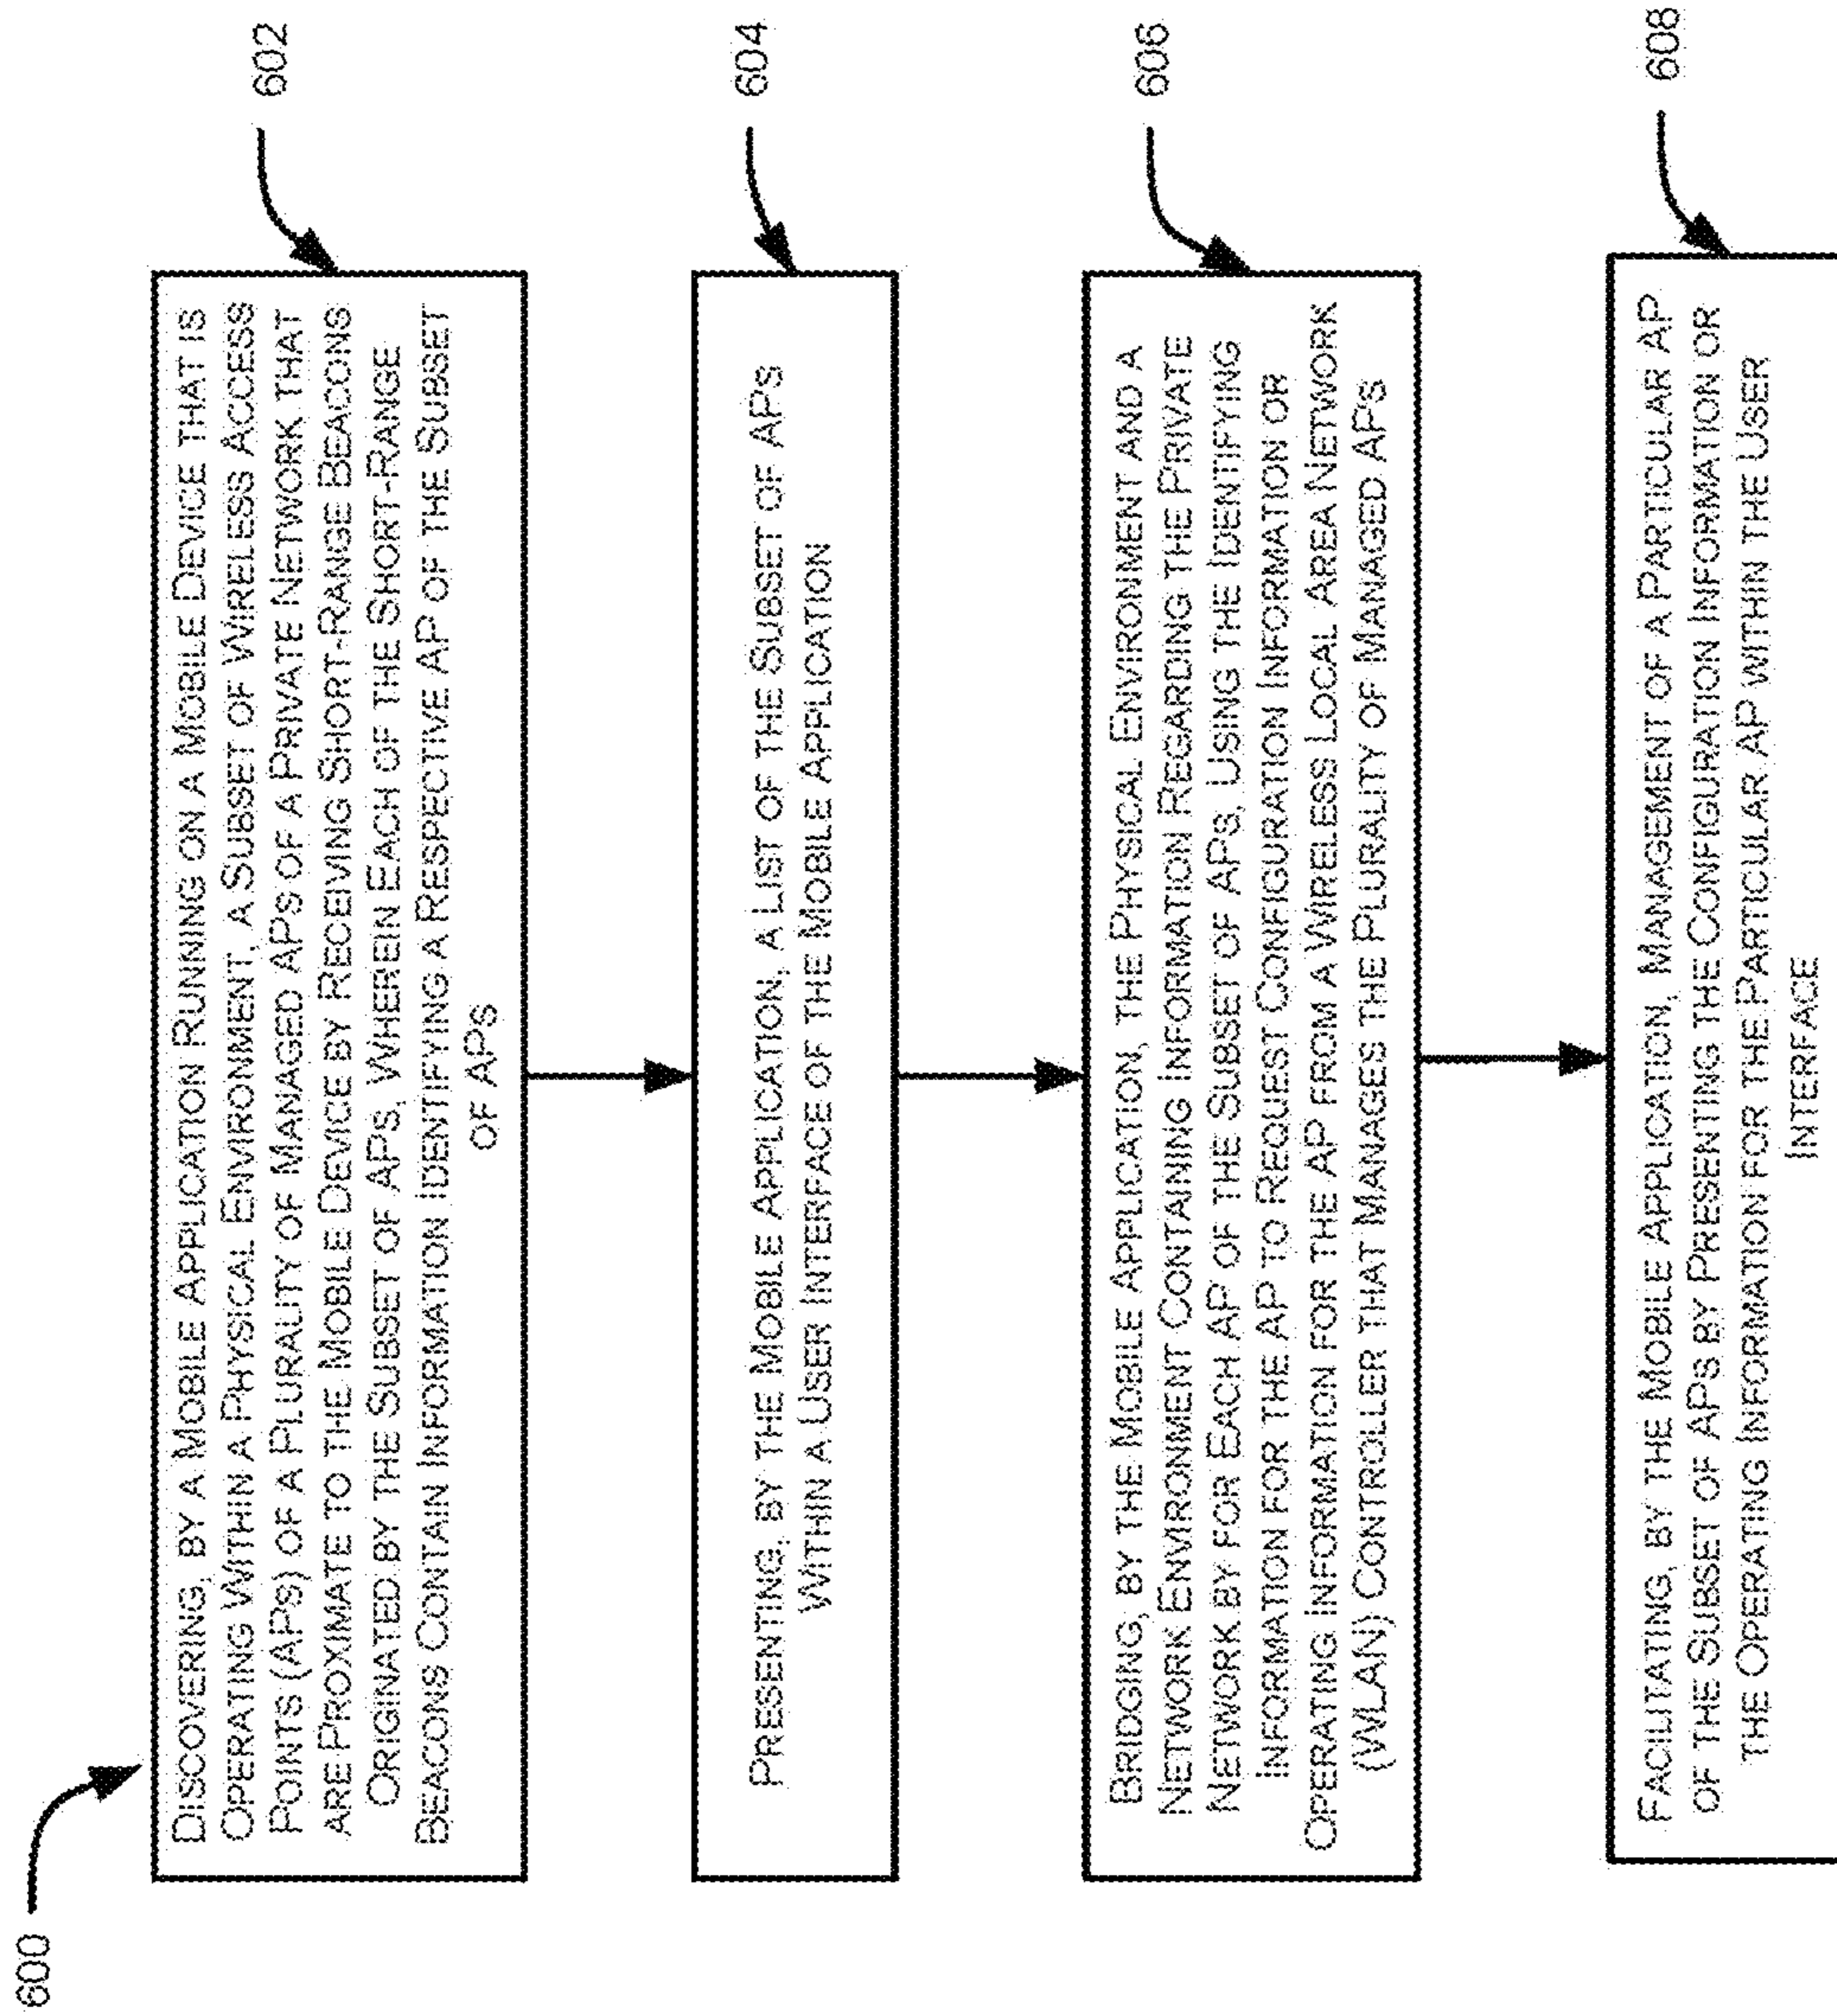 600
DISCOVERING, BY A MOBILE APPLICATION RUNNING ON A MOBILE DEVICE THAT IS
OPERATING WITHIN A PHYSICAL ENVIRONMENT, A SUBSET OF WIRELESS ACCESS
POINTS (APS) OF A PLURALITY OF MANAGED APS OF A PRIVATE NETWORK THAT
ARE PROXIMATE TO THE MOBILE DEVICE BY RECEIVING SHORT-RANGE BEACONS
ORIGINATED BY THE SUBSET OF APS, WHEREIN EACH OF THE SHORT-RANGE
BEACONS CONTAIN INFORMATION IDENTIFYING A RESPECTIVE AP OF THE SUBSET
OF APS
602
PRESENTING, BY THE MOBILE APPLICATION, A LIST OF THE SUBSET OF APS
WITHIN A USER INTERFACE OF THE MOBILE APPLICATION
604
BRIDGING, BY THE MOBILE APPLICATION, THE PHYSICAL ENVIRONMENT AND A
NETWORK ENVIRONMENT CONTAINING INFORMATION REGARDING THE PRIVATE
NETWORK BY FOR EACH AP OF THE SUBSET OF APS, USING THE IDENTIFYING
INFORMATION FOR THE AP TO REQUEST CONFIGURATION INFORMATION OR
OPERATING INFORMATION FOR THE AP FROM A WIRELESS LOCAL AREA NETWORK
(WLAN) CONTROLLER THAT MANAGES THE PLURALITY OF MANAGED APS
606
FACILITATING, BY THE MOBILE APPLICATION, MANAGEMENT OF A PARTICULAR AP
OF THE SUBSET OF APS BY PRESENTING THE CONFIGURATION INFORMATION OR
THE OPERATING INFORMATION FOR THE PARTICULAR AP WITHIN THE USER
INTERFACE
608